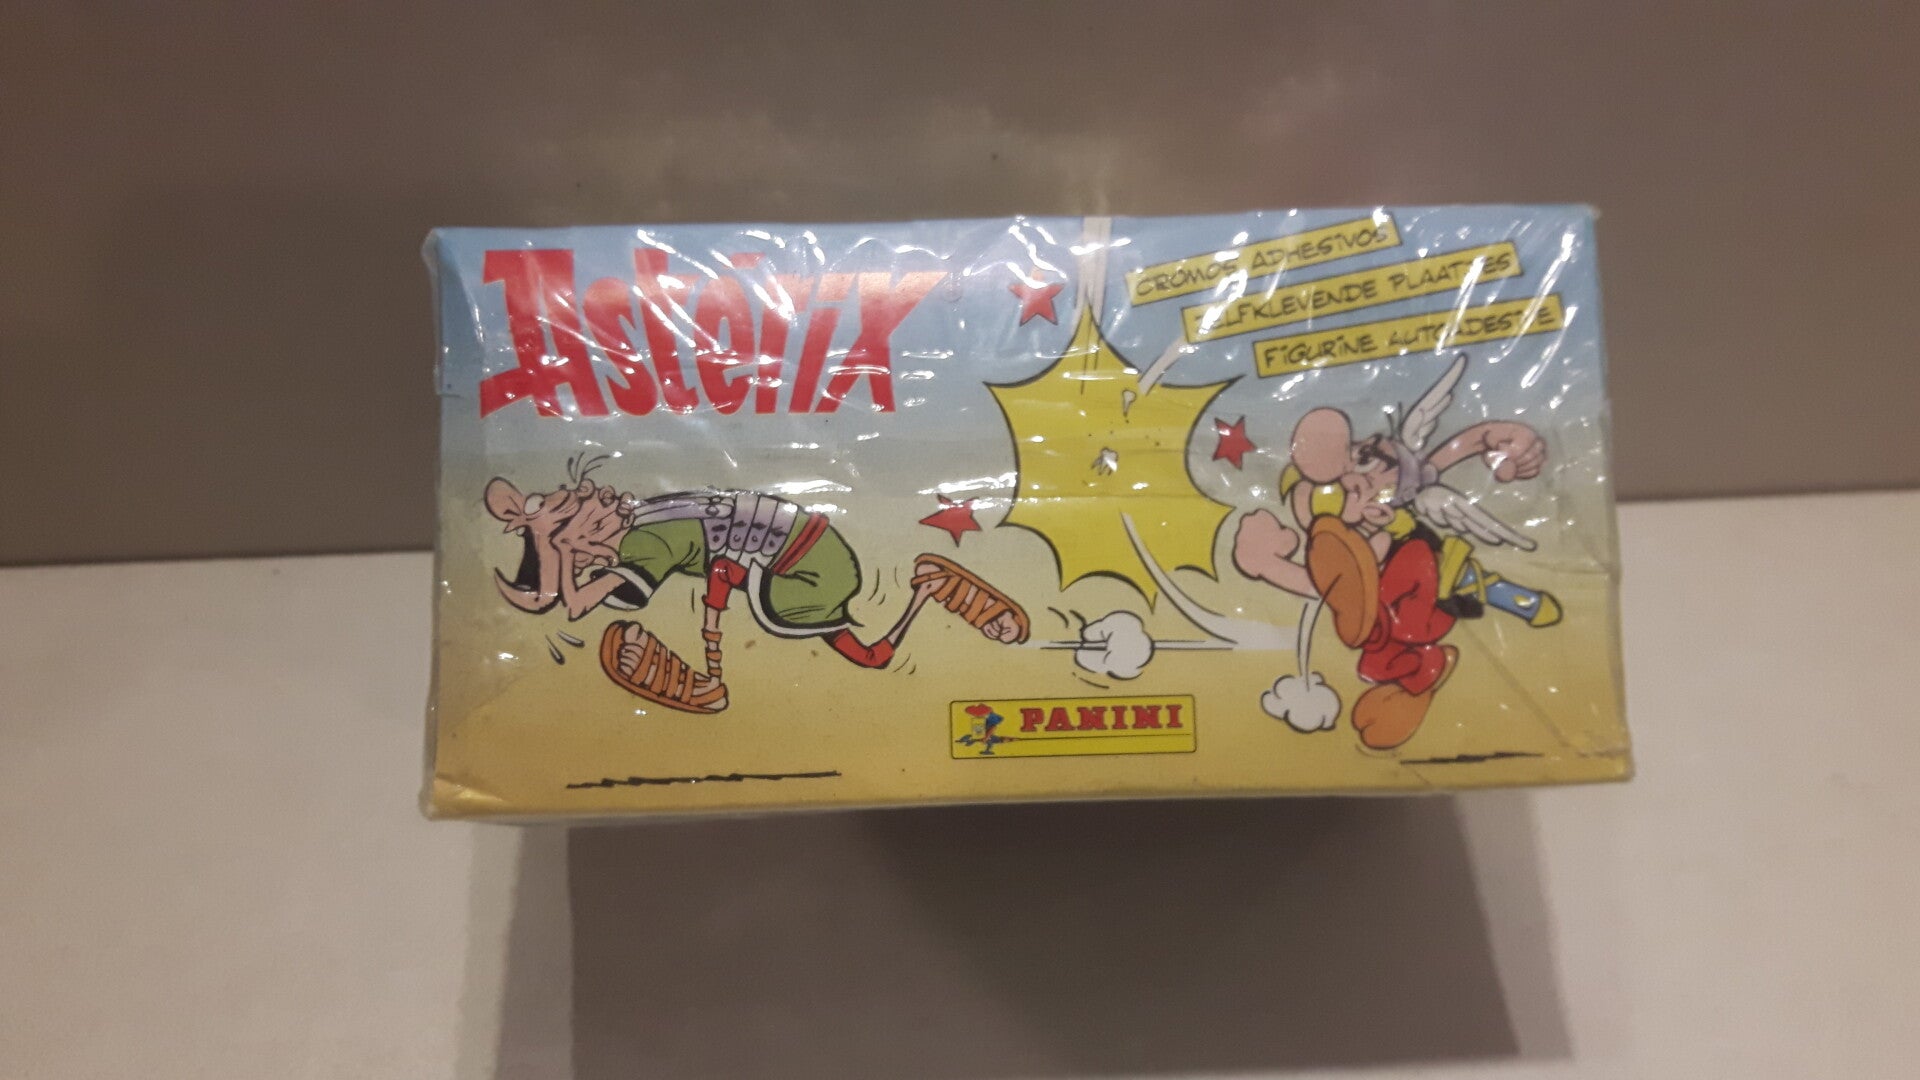 Astérix
CROMOS ADHESIVOS
ZELFKLEVENDE PLAATJES
FIGURINE AUTOADESIVE
PANINI